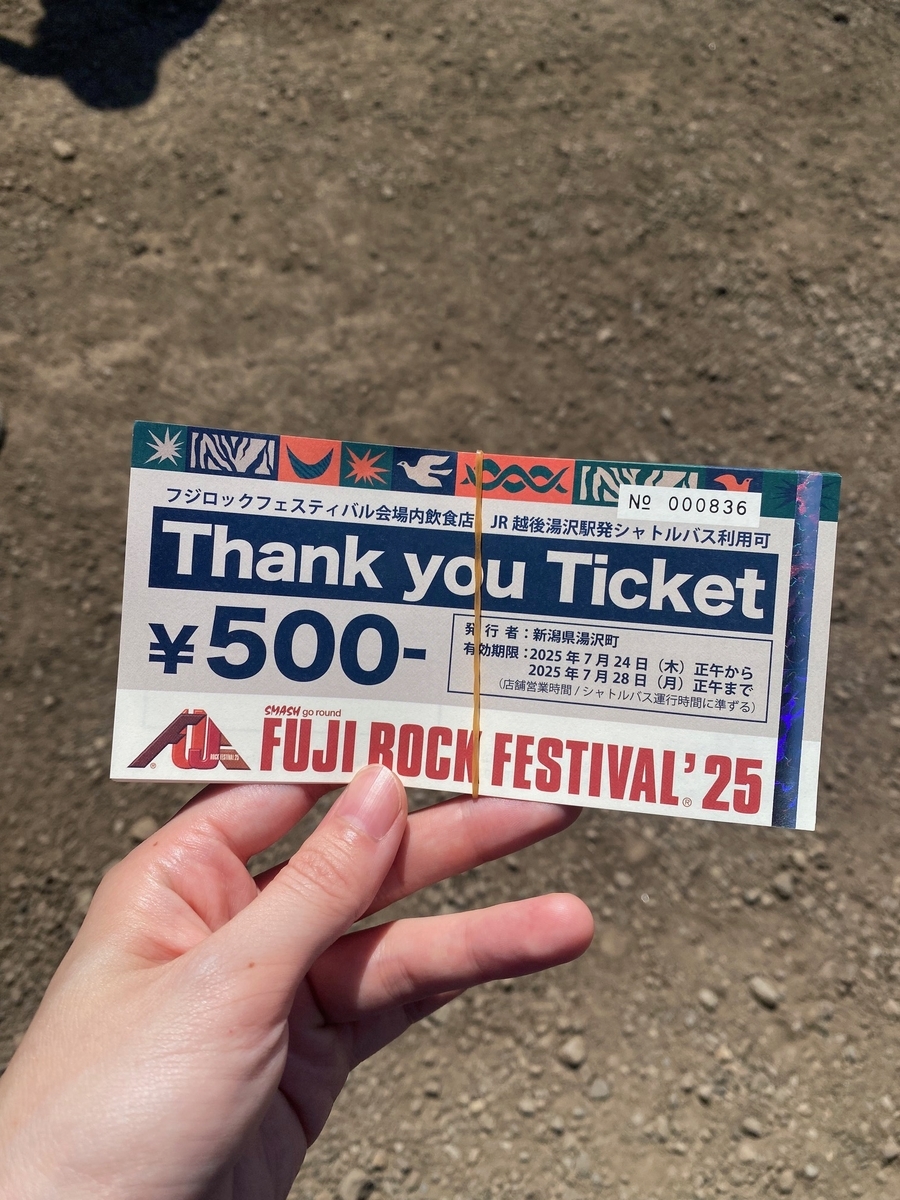 № 000836
フジロックフェスティバル会場内飲食店 JR 越後湯沢駅発シャトルバス利用可
Thank you Ticket
¥500-
発行者：新潟県湯沢町
有効期限：2025年7月24日（木）正午から
2025年7月28日（月）正午まで
（店舗営業時間/シャトルバス運行時間に準ずる）
SMASH go round
FUJI ROCK FESTIVAL’25
FUJI
ROCK FESTIVAL'25